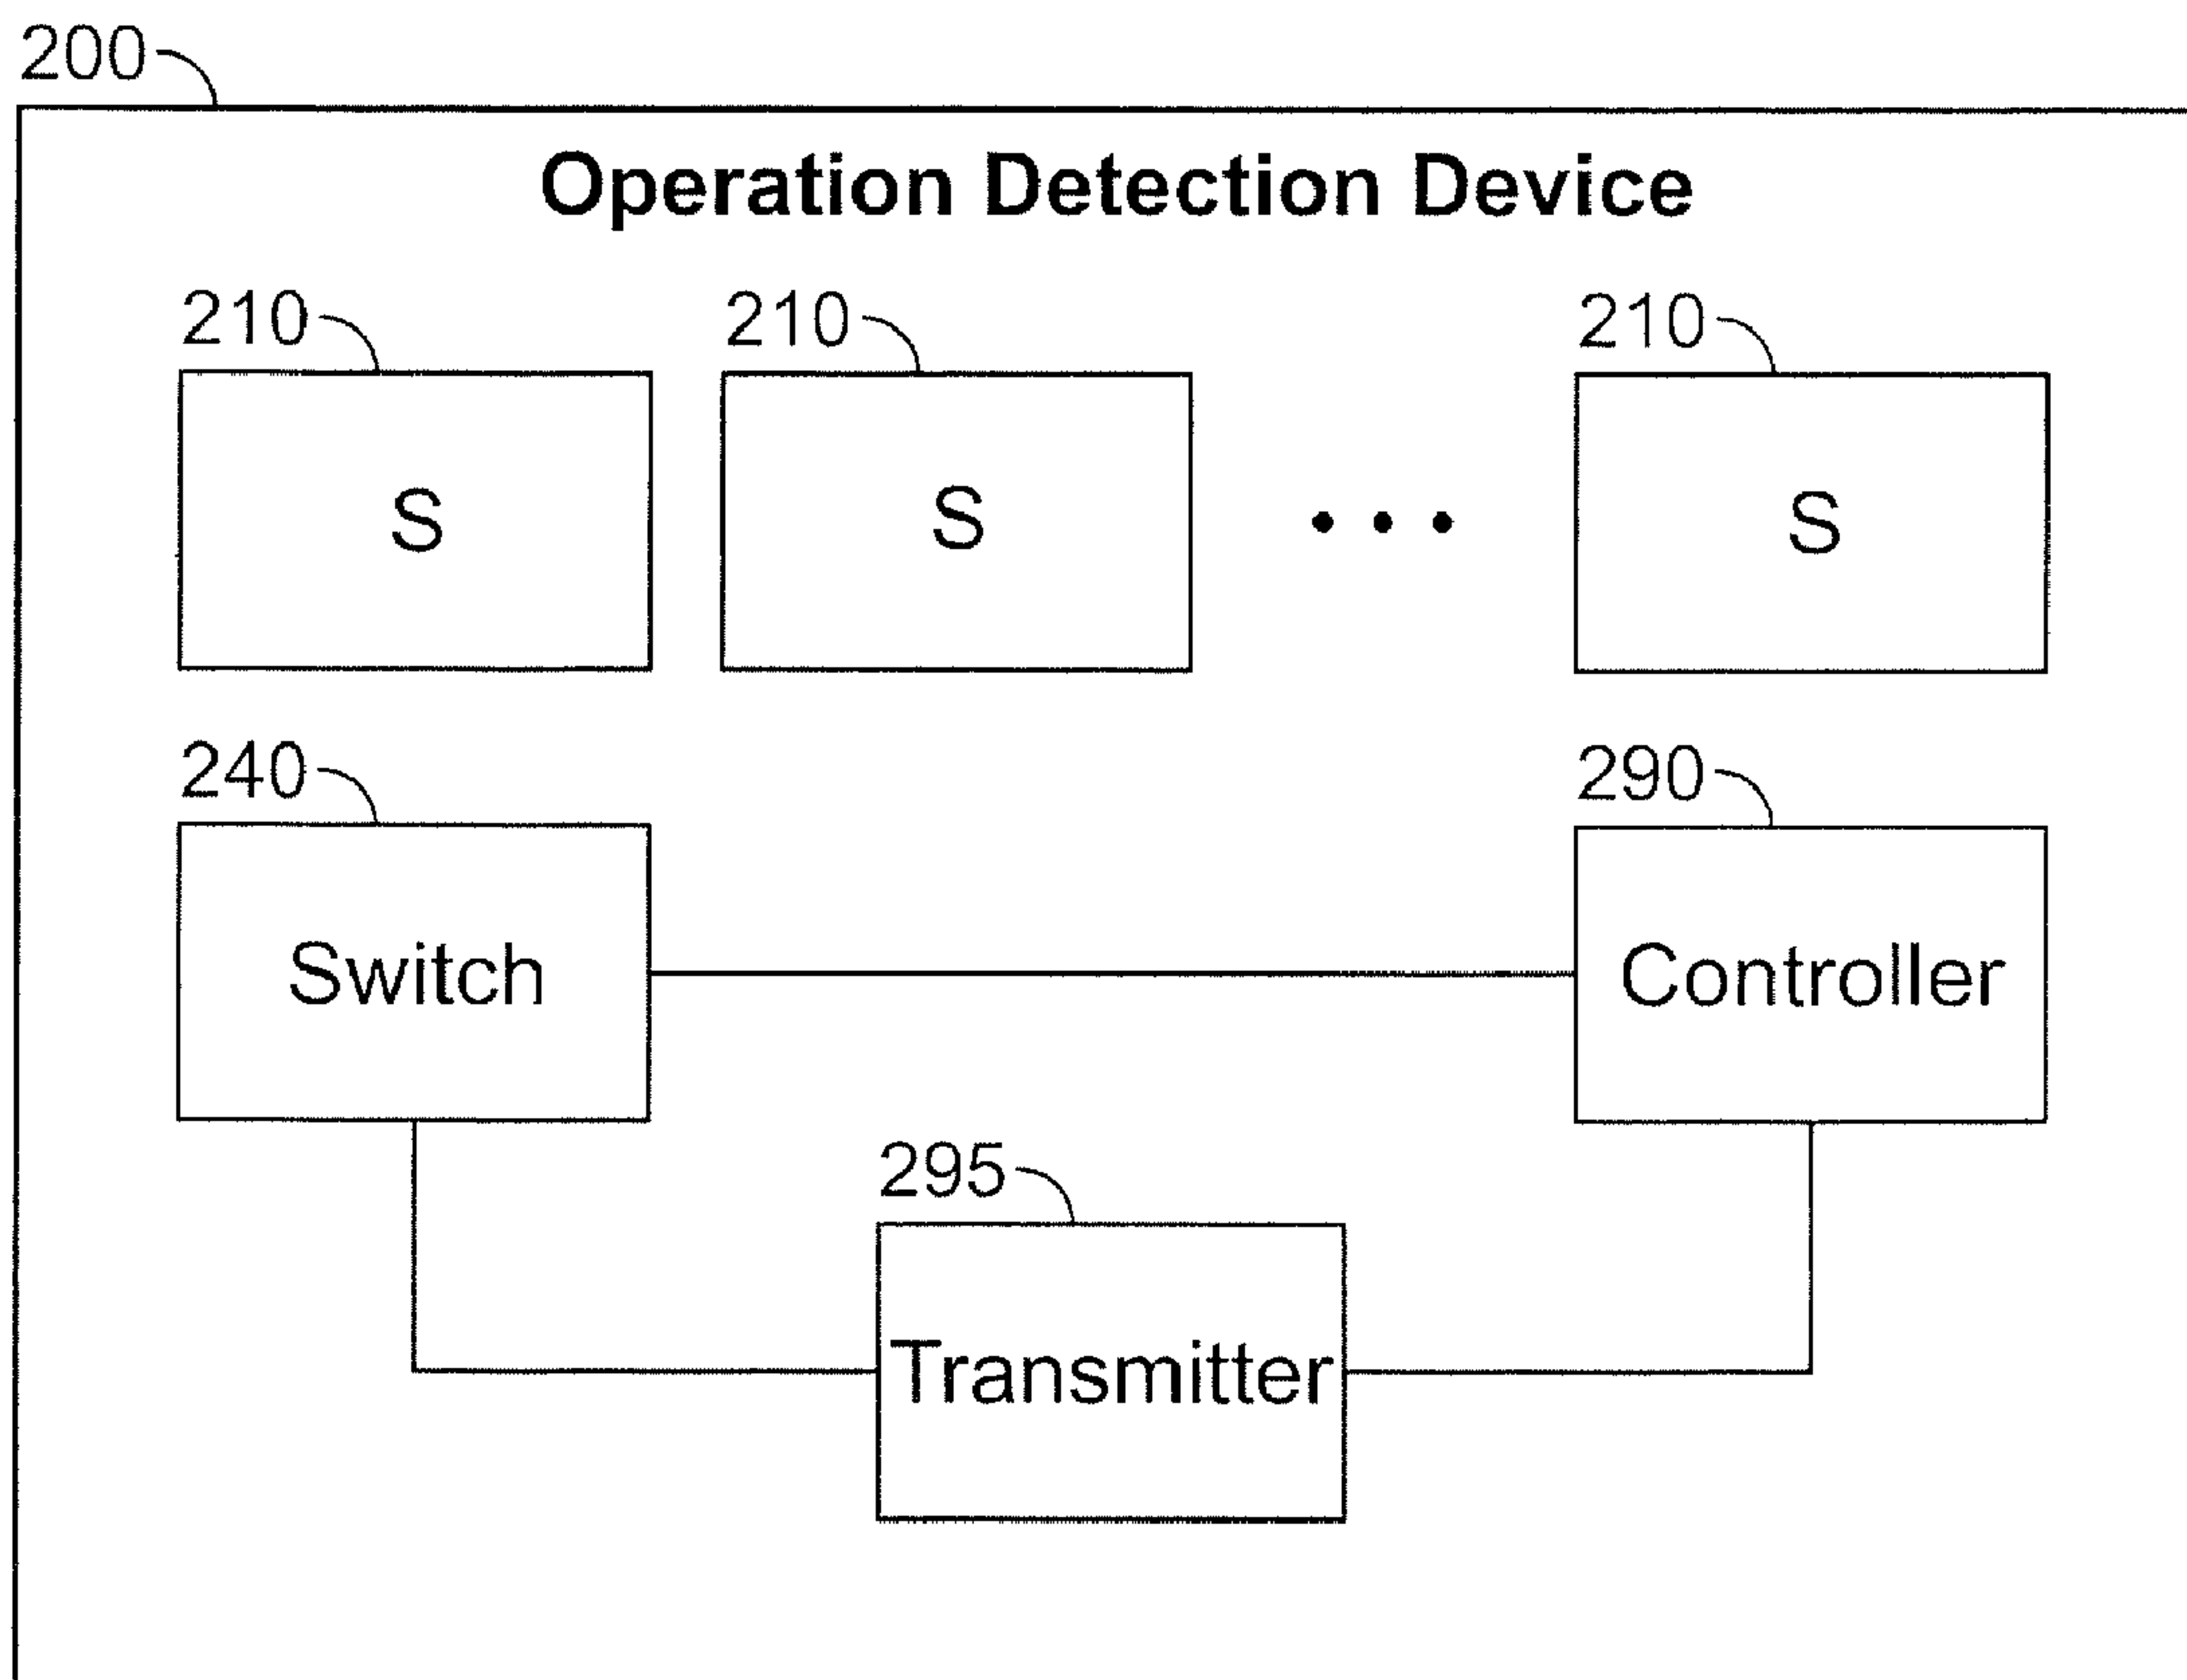 200
Operation Detection Device
210 210 210
S S • • • S
240 290
Switch Controller
295
Transmitter